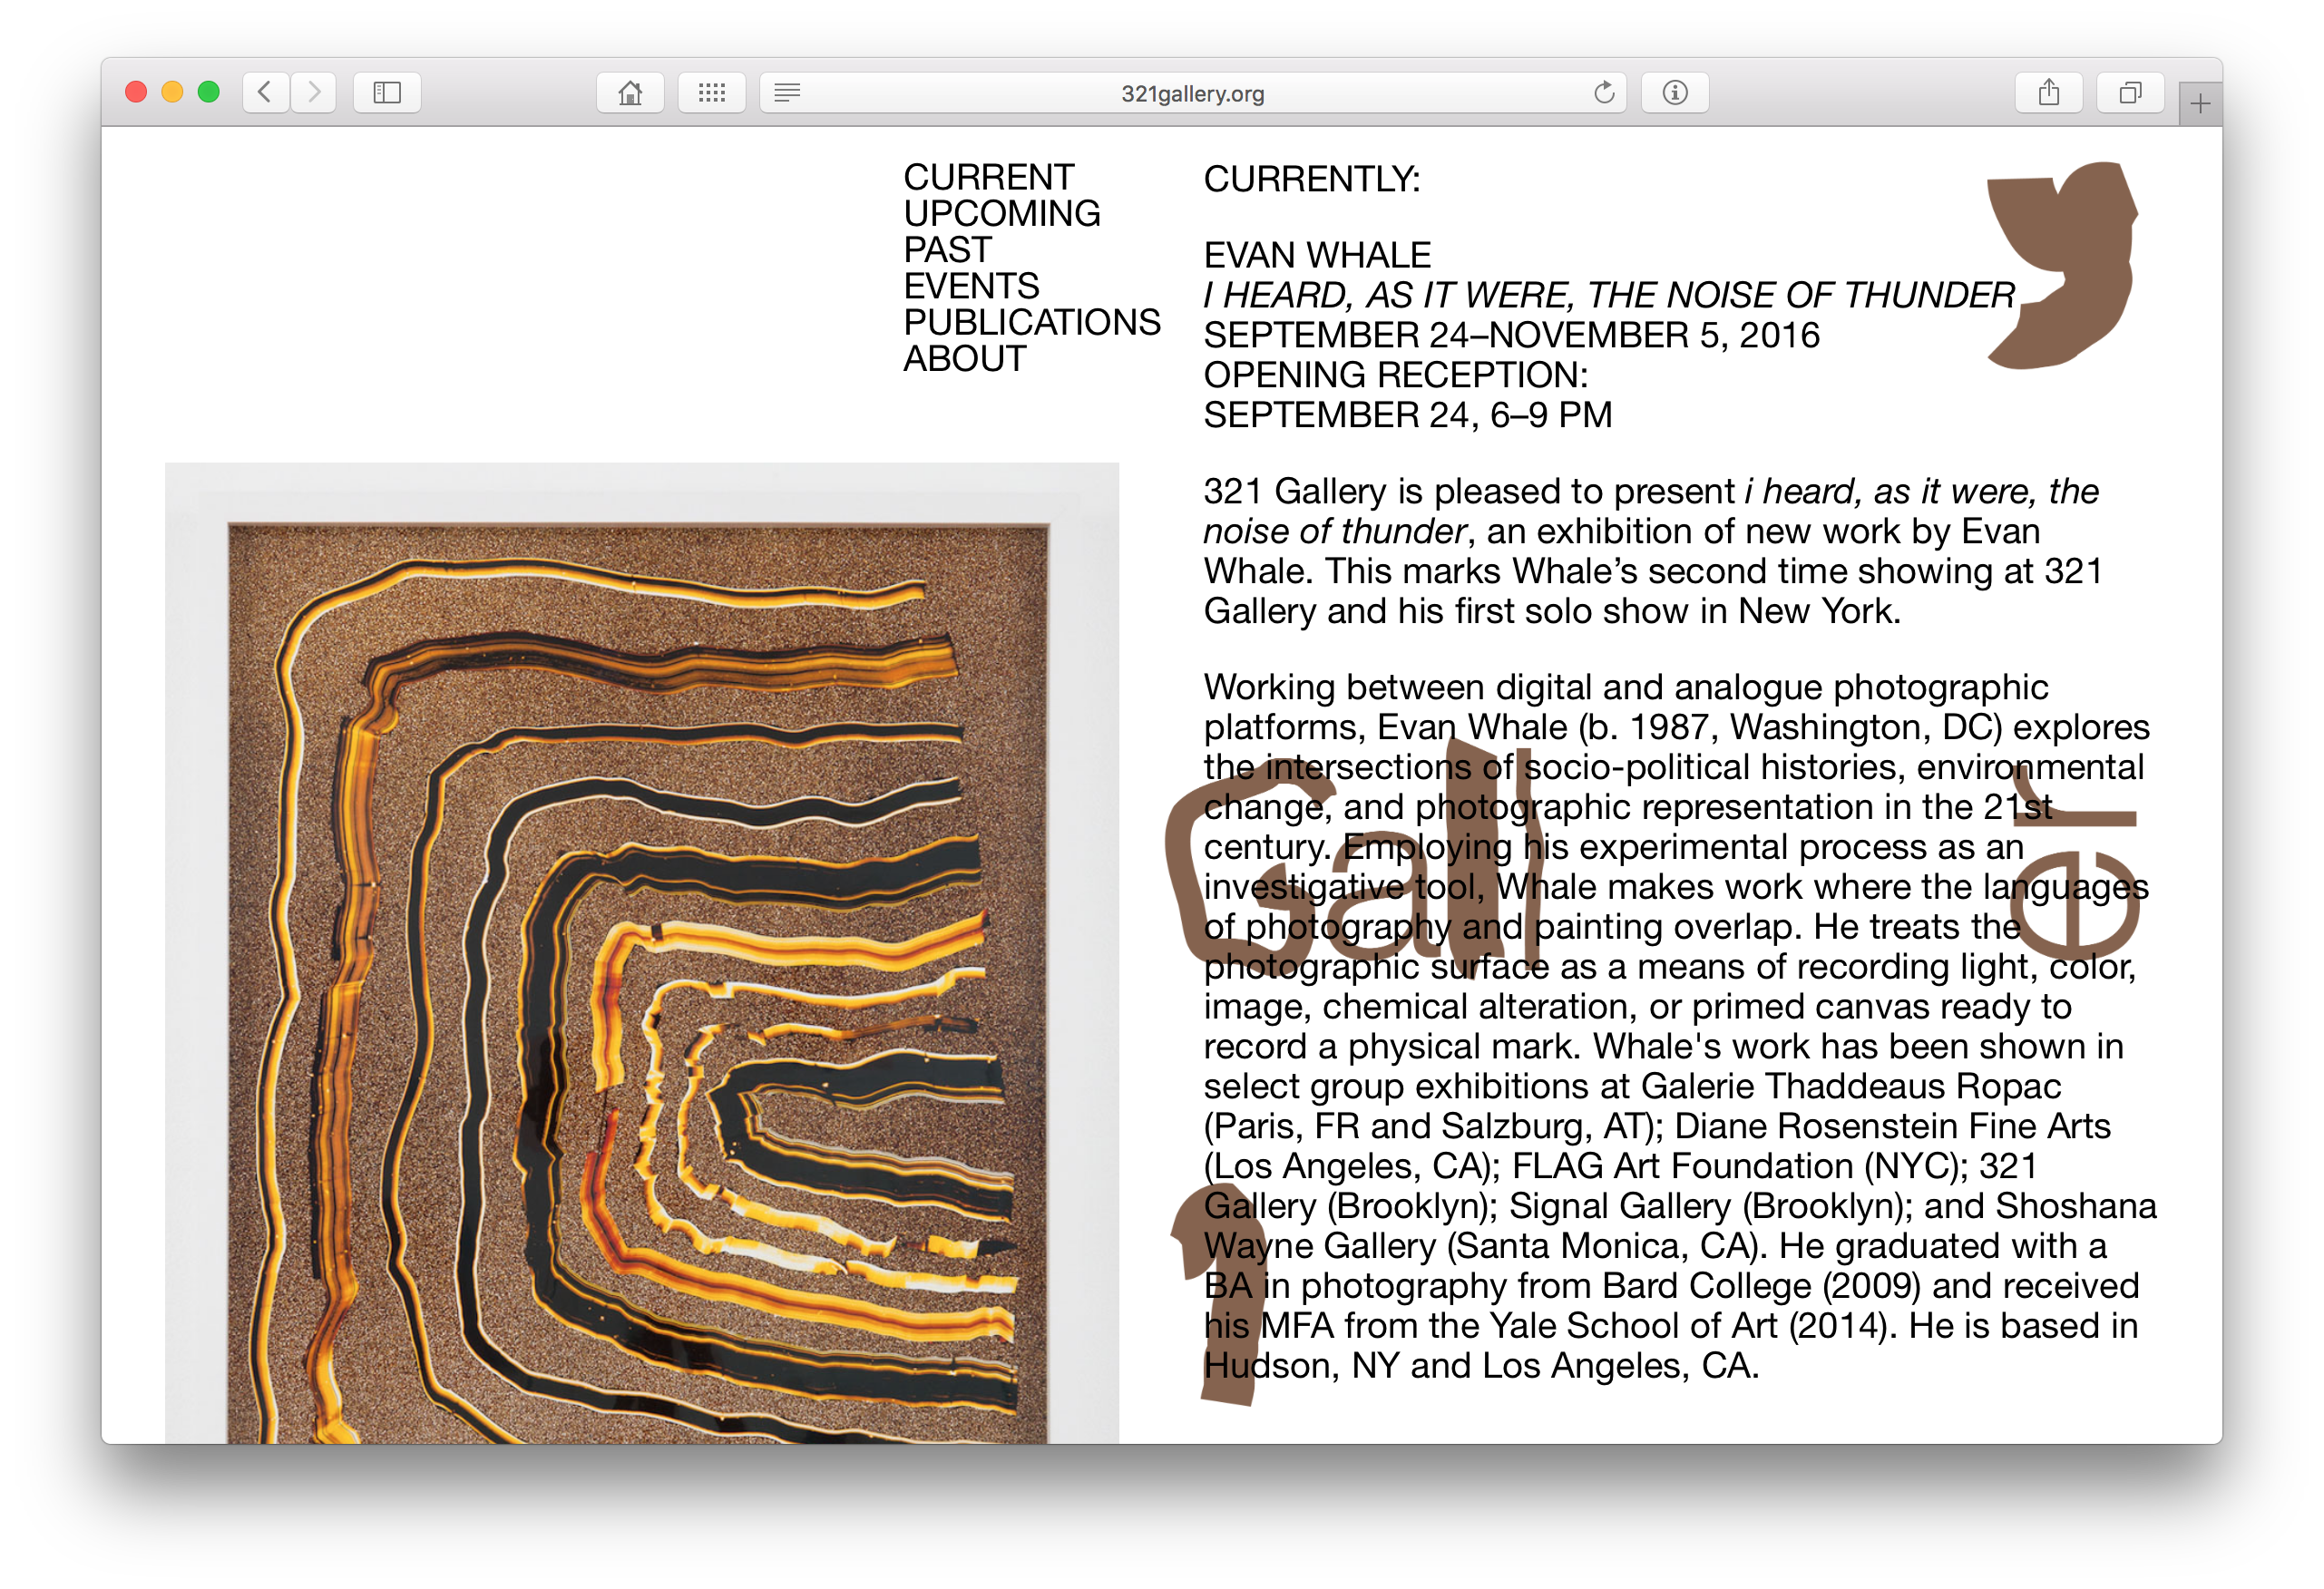 321gallery.org
CURRENT
UPCOMING
PAST
EVENTS
PUBLICATIONS
ABOUT
CURRENTLY:
EVAN WHALE
I HEARD, AS IT WERE, THE NOISE OF THUNDER
SEPTEMBER 24–NOVEMBER 5, 2016
OPENING RECEPTION:
SEPTEMBER 24, 6–9 PM
321 Gallery is pleased to present i heard, as it were, the
noise of thunder, an exhibition of new work by Evan
Whale. This marks Whale’s second time showing at 321
Gallery and his first solo show in New York.
Working between digital and analogue photographic
platforms, Evan Whale (b. 1987, Washington, DC) explores
the intersections of socio-political histories, environmental
change, and photographic representation in the 21st
century. Employing his experimental process as an
investigative tool, Whale makes work where the languages
of photography and painting overlap. He treats the
photographic surface as a means of recording light, color,
image, chemical alteration, or primed canvas ready to
record a physical mark. Whale's work has been shown in
select group exhibitions at Galerie Thaddeaus Ropac
(Paris, FR and Salzburg, AT); Diane Rosenstein Fine Arts
(Los Angeles, CA); FLAG Art Foundation (NYC); 321
Gallery (Brooklyn); Signal Gallery (Brooklyn); and Shoshana
Wayne Gallery (Santa Monica, CA). He graduated with a
BA in photography from Bard College (2009) and received
his MFA from the Yale School of Art (2014). He is based in
Hudson, NY and Los Angeles, CA.
y
Gall
er
1